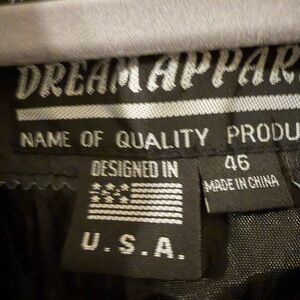 DREAM APPAR
NAME OF QUALITY PRODU
DESIGNED IN
U.S.A.
46
MADE IN CHINA